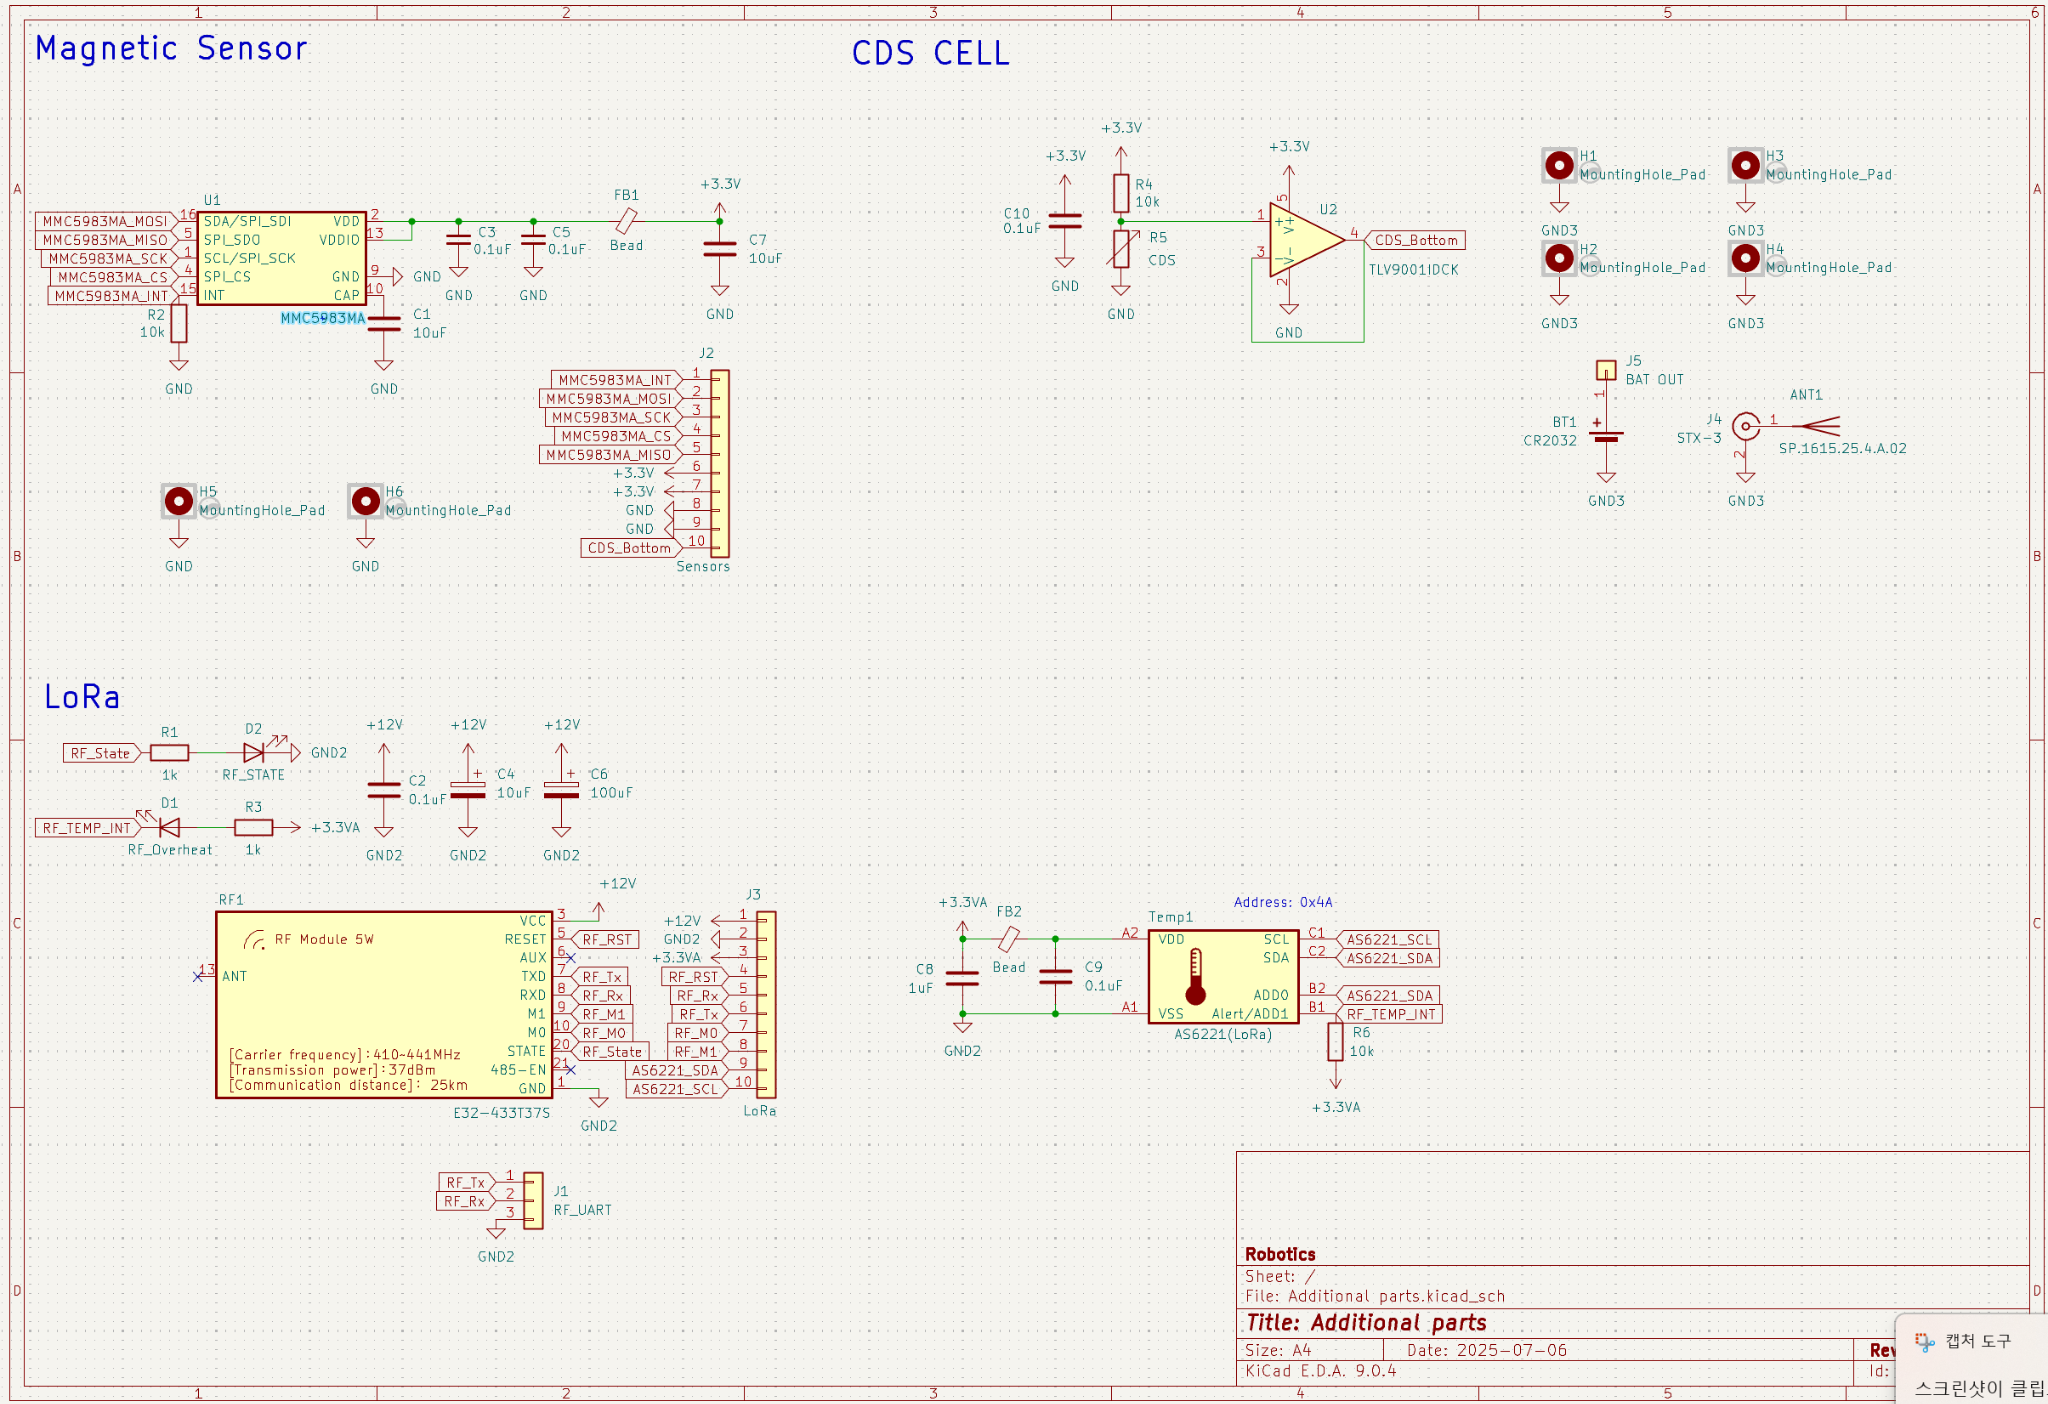 1 2 3 4 5 6
Magnetic Sensor
CDS CELL
A A
U1
MMC5983MA_MOSI 16 SDA/SPI_SDI VDD 2
MMC5983MA_MISO 5 SPI_SDO VDDIO 13
MMC5983MA_SCK 1 SCL/SPI_SCK
MMC5983MA_CS 4 SPI_CS GND 9 GND
MMC5983MA_INT 15 INT CAP 10
MMC5983MA
R2
10k
GND
C1
10uF
GND
C3
0.1uF
GND
C5
0.1uF
GND
FB1
Bead
+3.3V
C7
10uF
GND
+3.3V
C10
0.1uF
GND
+3.3V
R4
10k
R5
CDS
GND
+3.3V
U2
1 + V+ 5
3 - V- 2
4 CDS_Bottom
TLV9001IDCK
GND
H1
MountingHole_Pad
GND3
H3
MountingHole_Pad
GND3
H2
MountingHole_Pad
GND3
H4
MountingHole_Pad
GND3
J5
BAT OUT
1
+
BT1
CR2032
GND3
ANT1
J4
STX-3
1
2
SP.1615.25.4.A.02
GND3
J2
MMC5983MA_INT 1
MMC5983MA_MOSI 2
MMC5983MA_SCK 3
MMC5983MA_CS 4
MMC5983MA_MISO 5
+3.3V 6
+3.3V 7
GND 8
GND 9
CDS_Bottom 10
Sensors
H5
MountingHole_Pad
GND
H6
MountingHole_Pad
GND
B B
LoRa
RF_State
R1
1k
D2
RF_STATE
GND2
RF_TEMP_INT
D1
RF_Overheat
R3
1k
+3.3VA
+12V
C2
0.1uF
GND2
+12V
+
C4
10uF
GND2
+12V
+
C6
100uF
GND2
C C
RF1
RF Module 5W
13 ANT
VCC 3 +12V
RESET 5 RF_RST
AUX 6
TXD 7 RF_Tx
RXD 8 RF_Rx
M1 9 RF_M1
M0 10 RF_M0
STATE 20 RF_State
485-EN 21
GND 1
GND2
[Carrier frequency]:410~441MHz
[Transmission power]:37dBm
[Communication distance]: 25km
E32-433T37S
J3
+12V 1
GND2 2
+3.3VA 3
RF_RST 4
RF_Rx 5
RF_Tx 6
RF_M0 7
RF_M1 8
AS6221_SDA 9
AS6221_SCL 10
LoRa
+3.3VA
FB2
Bead
C8
1uF
C9
0.1uF
GND2
Address: 0x4A
Temp1
A2 VDD SCL C1 AS6221_SCL
SDA C2 AS6221_SDA
ADD0 B2 AS6221_SDA
A1 VSS Alert/ADD1 B1 RF_TEMP_INT
AS6221(LoRa)
R6
10k
+3.3VA
RF_Tx 1
RF_Rx 2
3
J1
RF_UART
GND2
D D
Robotics
Sheet: /
File: Additional parts.kicad_sch
Title: Additional parts
Size: A4 Date: 2025-07-06
KiCad E.D.A. 9.0.4 Id:
캡처 도구
스크린샷이
1 2 3 4 5